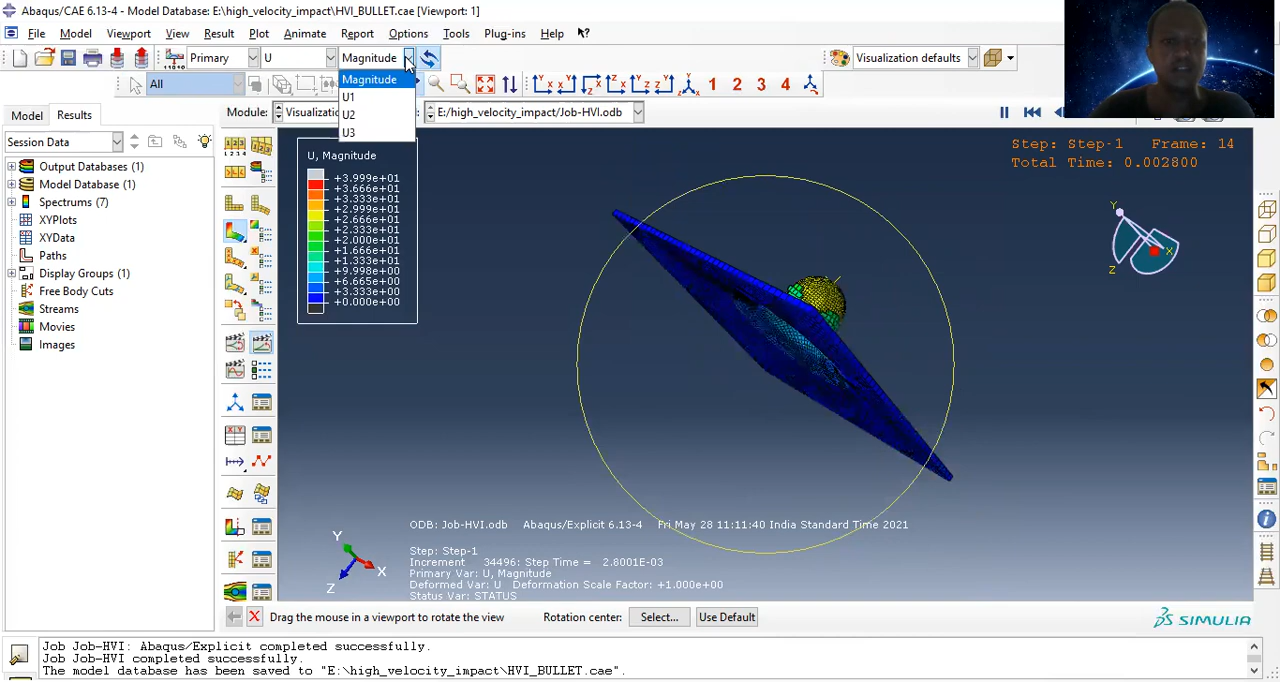 Abaqus/CAE 6.13-4 - Model Database: E:\high_velocity_impact\HVI_BULLET.cae [Viewport: 1]
File Model Viewport View Result Plot Animate Report Options Tools Plug-ins Help
Primary U Magnitude Visualization defaults
All 1 2 3 4
Magnitude
U1
U2
U3
Model Results Module: E:/high_velocity_impact/Job-HVI.odb
Session Data
Output Databases (1)
Model Database (1)
Spectrums (7)
XYPlots
XYData
Paths
Display Groups (1)
Free Body Cuts
Streams
Movies
Images
U, Magnitude
+3.999e+01
+3.666e+01
+3.333e+01
+2.999e+01
+2.666e+01
+2.333e+01
+2.000e+01
+1.666e+01
+1.333e+01
+9.998e+00
+6.665e+00
+3.333e+00
+0.000e+00
Step: Step-1 Frame: 14
Total Time: 0.002800
Y
X
Z
ODB: Job-HVI.odb Abaqus/Explicit 6.13-4 Fri May 28 11:11:40 India Standard Time 2021
Y
X
Z
Step: Step-1
Increment 34496: Step Time = 2.8001E-03
Primary Var: U, Magnitude
Deformed Var: U Deformation Scale Factor: +1.000e+00
Status Var: STATUS
Drag the mouse in a viewport to rotate the view Rotation center: Select... Use Default
SIMULIA
Job Job-HVI: Abaqus/Explicit completed successfully.
Job Job-HVI completed successfully.
The model database has been saved to "E:\high_velocity_impact\HVI_BULLET.cae".